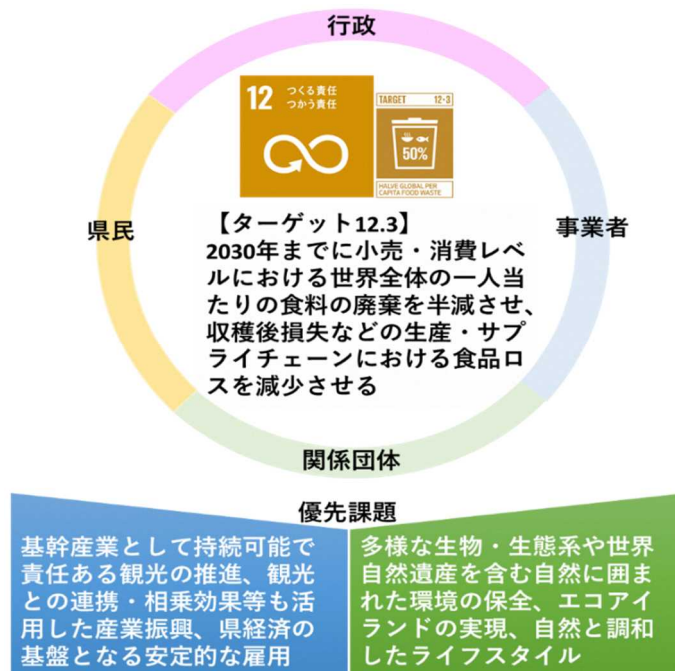 行政
12 つくる責任
つかう責任
TARGET 12-3
50%
HALVE GLOBAL PER
CAPITA FOOD WASTE
県民
事業者
【ターゲット12.3】
2030年までに小売・消費レベ
ルにおける世界全体の一人当
たりの食料の廃棄を半減させ、
収穫後損失などの生産・サプ
ライチェーンにおける食品ロ
スを減少させる
関係団体
優先課題
基幹産業として持続可能で
責任ある観光の推進、観光
との連携・相乗効果等も活
用した産業振興、県経済の
基盤となる安定的な雇用
多様な生物・生態系や世界
自然遺産を含む自然に囲ま
れた環境の保全、エコアイ
ランドの実現、自然と調和
したライフスタイル